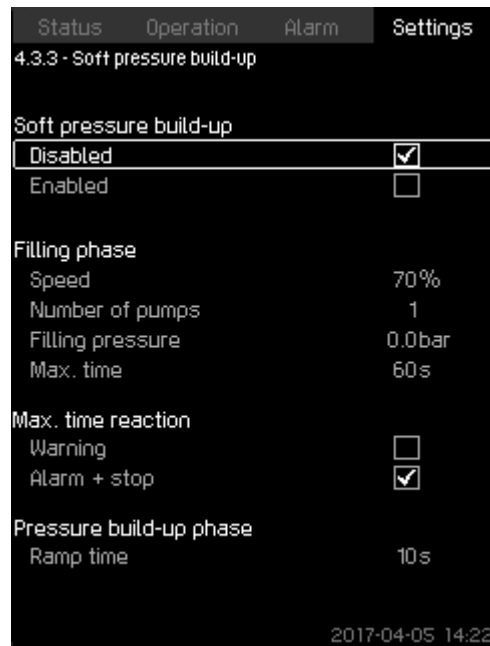 Status Operation Alarm Settings
4.3.3 - Soft pressure build-up
Soft pressure build-up
Disabled
Enabled
Filling phase
Speed 70%
Number of pumps 1
Filling pressure 0.0bar
Max. time 60s
Max. time reaction
Warning
Alarm + stop
Pressure build-up phase
Ramp time 10s
2017-04-05 14:22